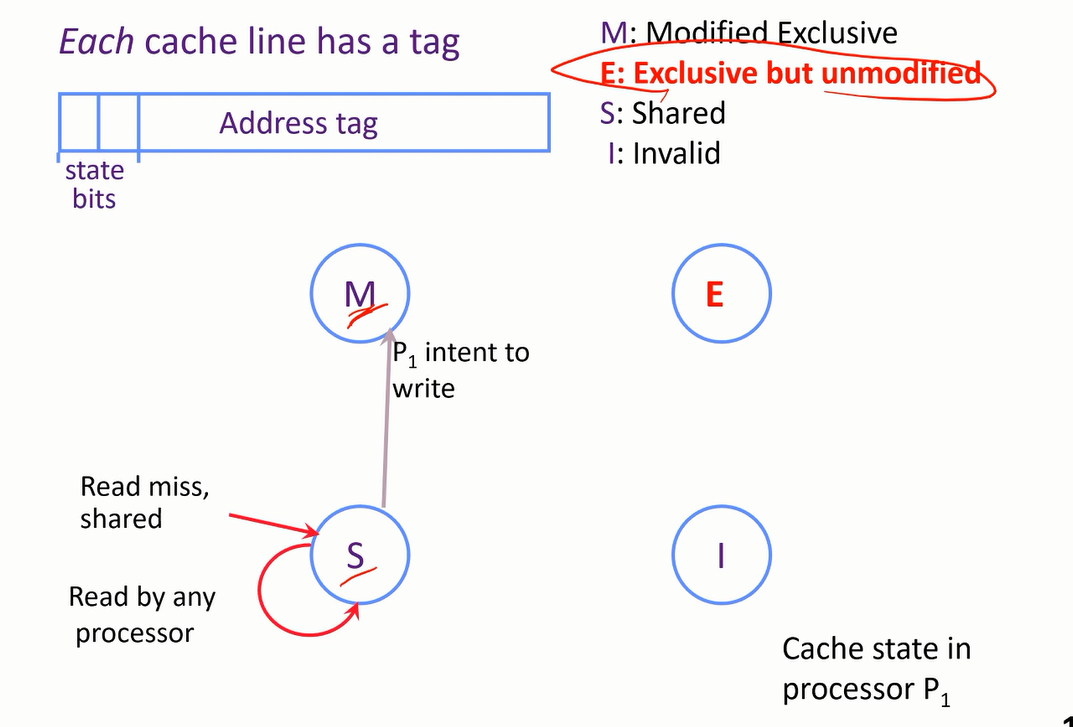 Each cache line has a tag
Address tag
state
bits
M: Modified Exclusive
E: Exclusive but unmodified
S: Shared
I: Invalid
M
E
P1 intent to
write
Read miss,
shared
S
I
Read by any
processor
Cache state in
processor P1